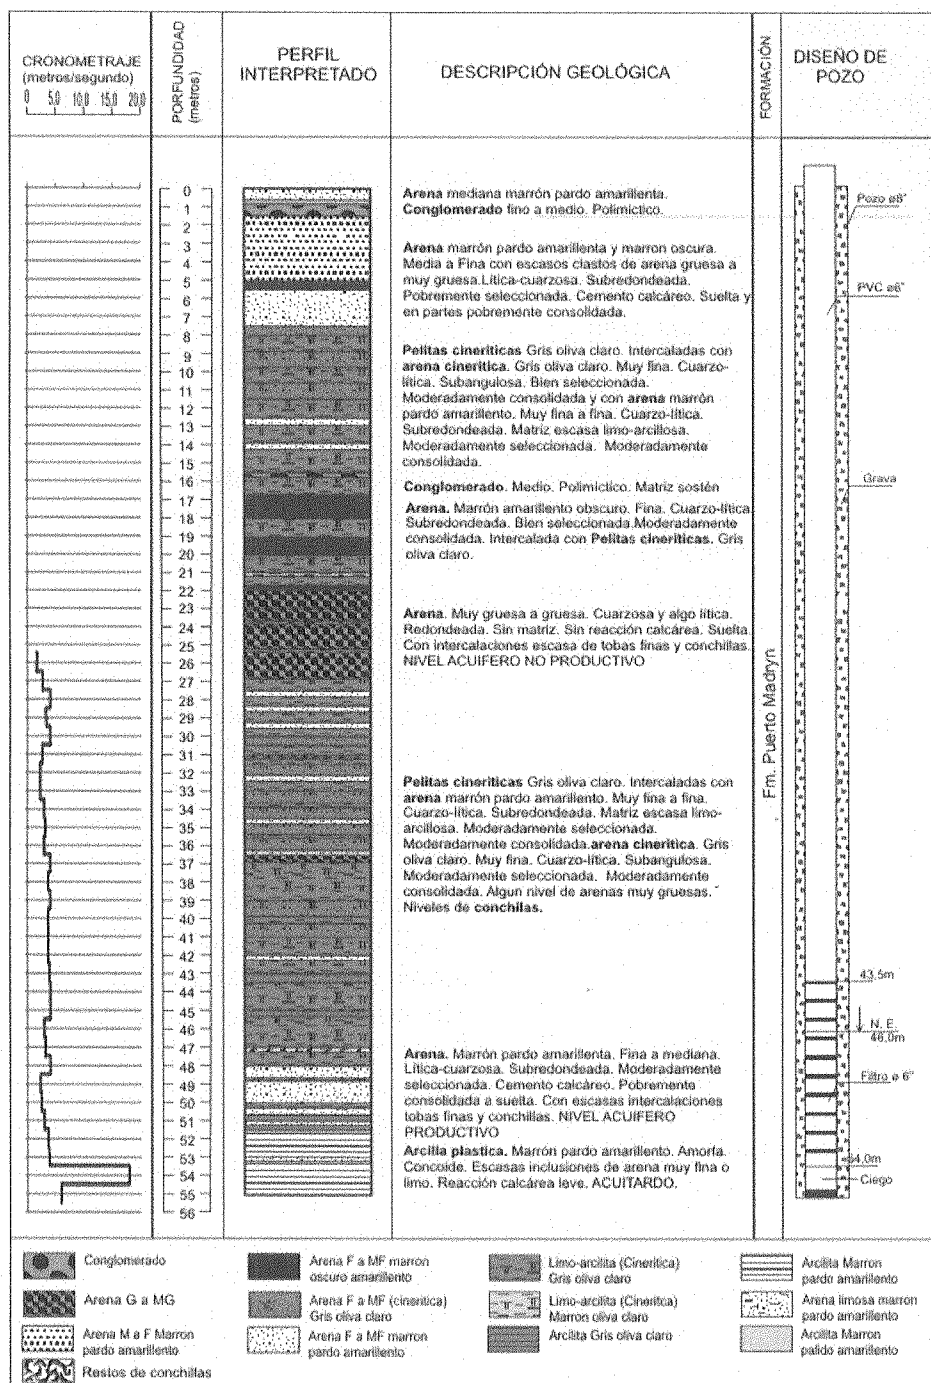 CRONOMETRAJE
(metros/segundo)
0 5,0 10,0 15,0 20,0
PORFUNDIDAD
(metros)
PERFIL
INTERPRETADO
DESCRIPCIÓN GEOLÓGICA
FORMACIÓN
DISEÑO DE
POZO
0
1
2
3
4
5
6
7
8
9
10
11
12
13
14
15
16
17
18
19
20
21
22
23
24
25
26
27
28
29
30
31
32
33
34
35
36
37
38
39
40
41
42
43
44
45
46
47
48
49
50
51
52
53
54
55
56
Arena mediana marrón pardo amarillenta.
Conglomerado fino a medio. Polimíctico.
Arena marrón pardo amarillenta y marron oscura.
Media a Fina con escasos clastos de arena gruesa a
muy gruesa.Lítica-cuarzosa. Subredondeada.
Pobremente seleccionada. Cemento calcáreo. Suelta y
en partes pobremente consolidada.
Pelitas cineríticas Gris oliva claro. Intercaladas con
arena cinerítica. Gris oliva claro. Muy fina. Cuarzo-
lítica. Subangulosa. Bien seleccionada.
Moderadamente consolidada y con arena marrón
pardo amarillento. Muy fina a fina. Cuarzo-lítica.
Subredondeada. Matriz escasa limo-arcillosa.
Moderadamente seleccionada. Moderadamente
consolidada.
Conglomerado. Medio. Polimíctico. Matriz sostén
Arena. Marrón amarillento obscuro. Fina. Cuarzo-lítica
Subredondeada. Bien seleccionada.Moderadamente
consolidada. Intercalada con Pelitas cineríticas. Gris
oliva claro.
Arena. Muy gruesa a gruesa. Cuarzosa y algo lítica.
Redondeada. Sin matriz. Sin reacción calcárea. Suelta.
Con intercalaciones escasa de tobas finas y conchillas.
NIVEL ACUIFERO NO PRODUCTIVO
Pelitas cineríticas Gris oliva claro. Intercaladas con
arena marrón pardo amarillento. Muy fina a fina.
Cuarzo-lítica. Subredondeada. Matriz escasa limo-
arcillosa. Moderadamente seleccionada.
Moderadamente consolidada.arena cinerítica. Gris
oliva claro. Muy fina. Cuarzo-lítica. Subangulosa.
Moderadamente seleccionada. Moderadamente
consolidada. Algun nivel de arenas muy gruesas.
Niveles de conchilas.
Arena. Marrón pardo amarillenta. Fina a mediana.
Lítica-cuarzosa. Subredondeada. Moderadamente
seleccionada. Cemento calcáreo. Pobremente
consolidada a suelta. Con escasas intercalaciones
tobas finas y conchillas. NIVEL ACUIFERO
PRODUCTIVO
Arcilla plastica. Marrón pardo amarillento. Amorfa.
Concoide. Escasas inclusiones de arena muy fina o
limo. Reacción calcárea leve. ACUITARDO.
Fm. Puerto Madryn
Pozo ø8"
PVC ø6"
Grava
43,5m
N. E.
46,0m
Filtro ø 6"
54,0m
Ciego
Conglomerado
Arena G a MG
Arena M a F Marron
pardo amarillento
Restos de conchillas
Arena F a MF marron
oscuro amarillento
Arena F a MF (cineritica)
Gris oliva claro
Arena F a MF marron
pardo amarillento
Limo-arcilita (Cineritica)
Gris oliva claro
Limo-arcilita (Cineritca)
Marron oliva claro
Arcilita Gris oliva claro
Arcilita Marron
pardo amarillento
Arena limosa marron
pardo amarillento
Arcilita Marron
palido amarillento